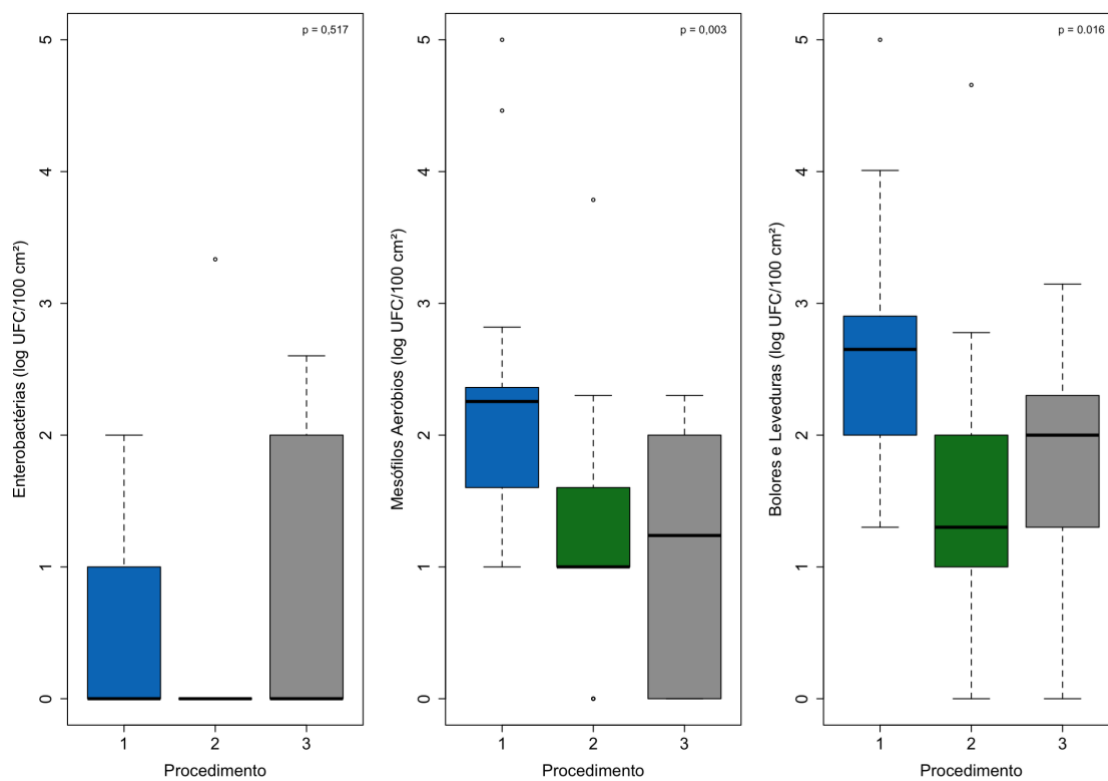 p = 0,517
Enterobactérias (log UFC/100 cm²)
5
4
3
2
1
0
1 2 3
Procedimento
p = 0,003
Mesófilos Aeróbios (log UFC/100 cm²)
5
4
3
2
1
0
1 2 3
Procedimento
p = 0.016
Bolores e Leveduras (log UFC/100 cm²)
5
4
3
2
1
0
1 2 3
Procedimento